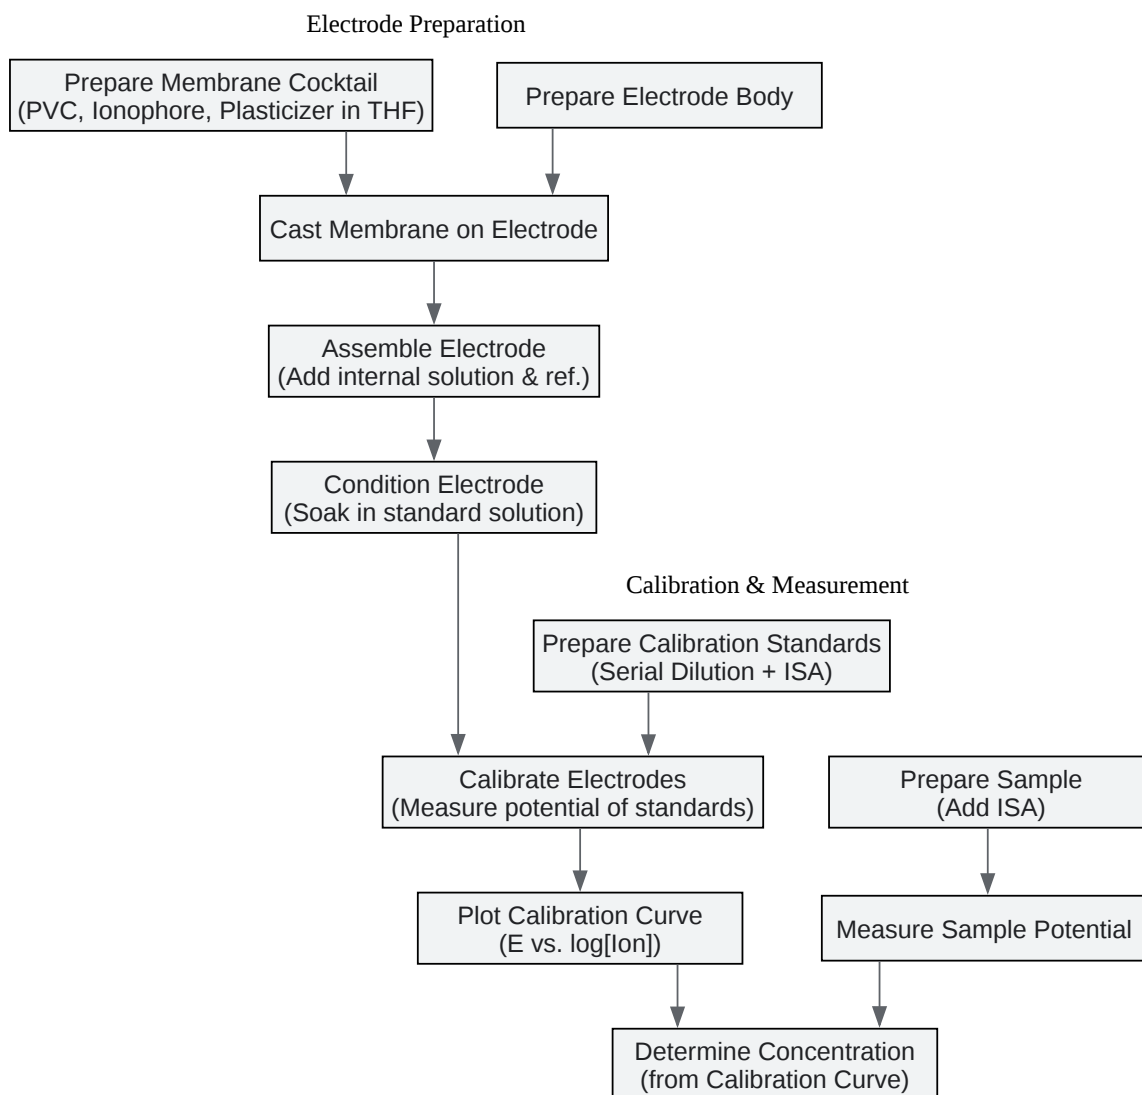 Electrode Preparation
Prepare Membrane Cocktail
(PVC, Ionophore, Plasticizer in THF)
Prepare Electrode Body
Cast Membrane on Electrode
Assemble Electrode
(Add internal solution & ref.)
Condition Electrode
(Soak in standard solution)
Calibration & Measurement
Prepare Calibration Standards
(Serial Dilution + ISA)
Calibrate Electrodes
(Measure potential of standards)
Prepare Sample
(Add ISA)
Plot Calibration Curve
(E vs. log[Ion])
Measure Sample Potential
Determine Concentration
(from Calibration Curve)